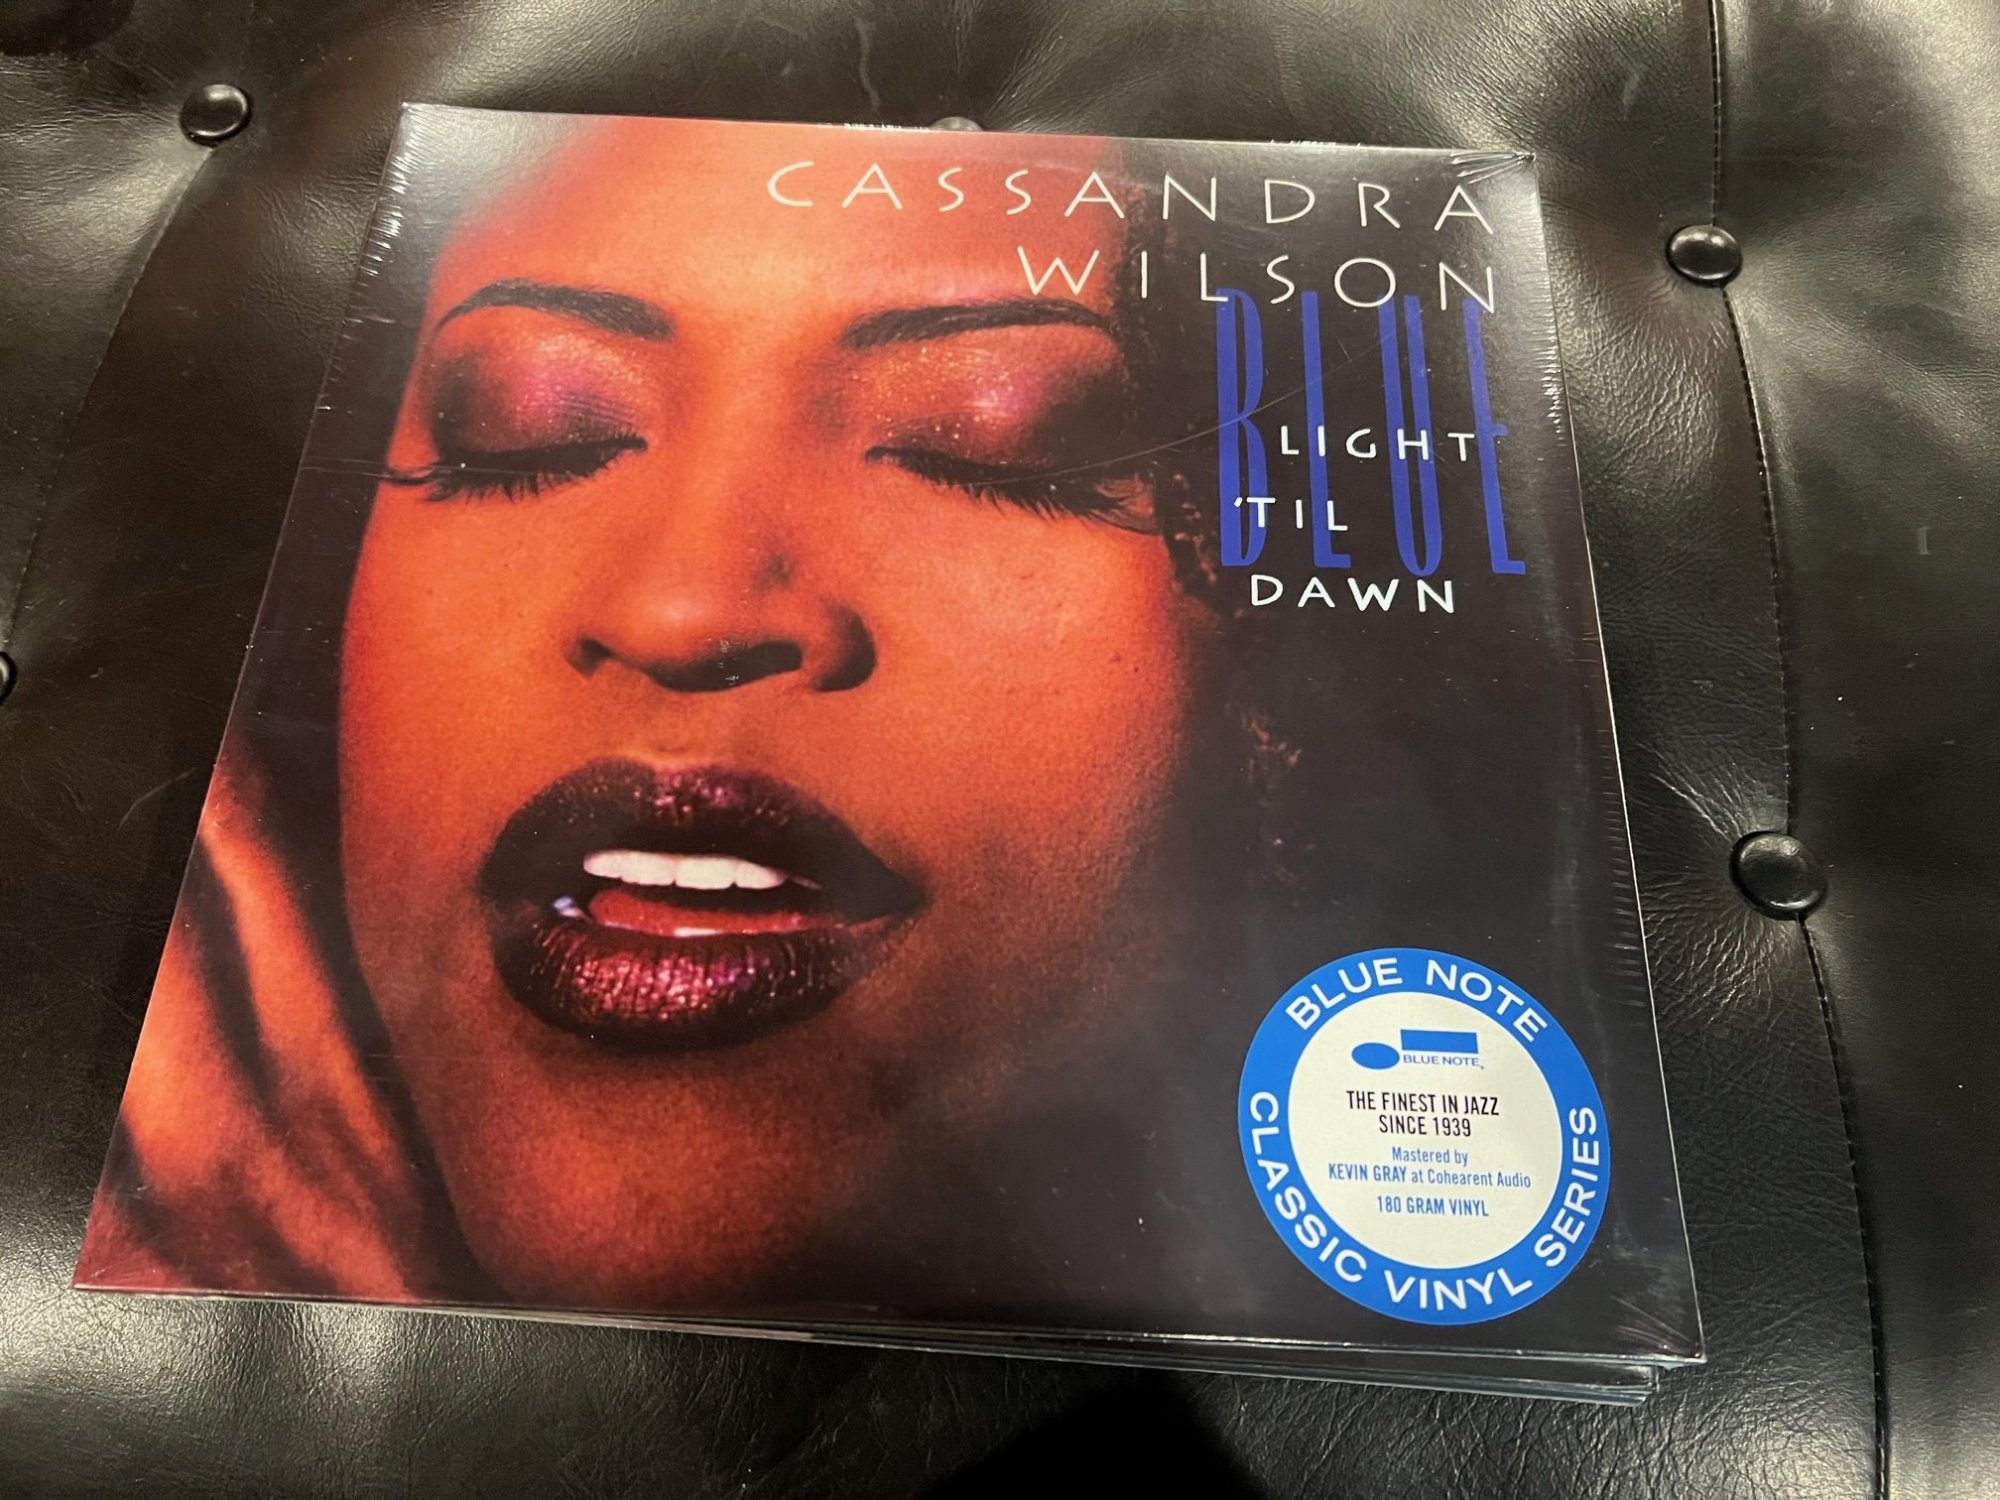 CASSANDRA
WILSON
BLUE
LIGHT
'TIL
DAWN
BLUE NOTE
BLUE NOTE
THE FINEST IN JAZZ
SINCE 1939
Mastered by
KEVIN GRAY at Cohearent Audio
180 GRAM VINYL
CLASSIC VINYL SERIES